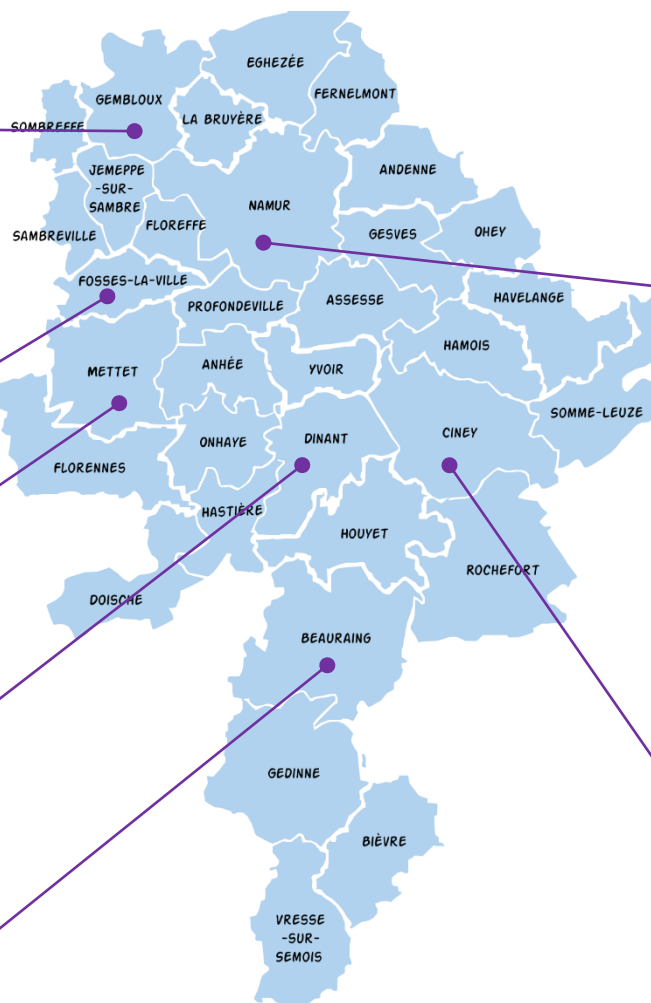 EGHEZÉE
GEMBLOUX
FERNELMONT
SOMBREFFE
LA BRUYÈRE
JEMEPPE
-SUR-
SAMBRE
ANDENNE
NAMUR
FLOREFFE
SAMBREVILLE
GESVES
OHEY
FOSSES-LA-VILLE
PROFONDEVILLE
ASSESSE
HAVELANGE
HAMOIS
METTET
ANHÉE
YVOIR
SOMME-LEUZE
ONHAYE
DINANT
CINEY
FLORENNES
HASTIÈRE
HOUYET
ROCHEFORT
DOISCHE
BEAURAING
GEDINNE
BIÈVRE
VRESSE
-SUR-
SEMOIS